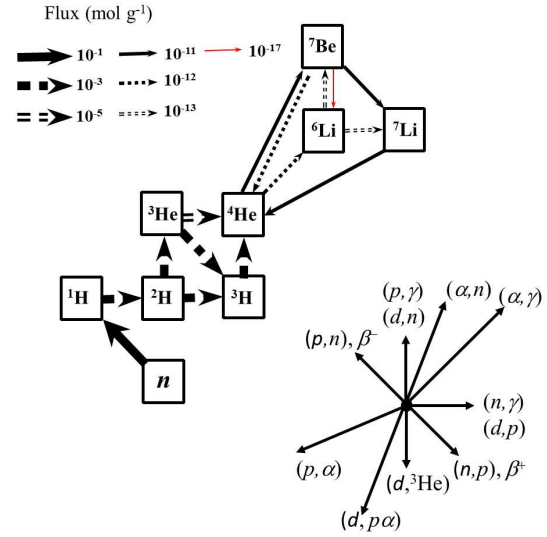 Flux (mol g⁻¹)
10⁻¹ 10⁻¹¹ 10⁻¹⁷
10⁻³ 10⁻¹²
10⁻⁵ 10⁻¹³
⁷Be
⁶Li ⁷Li
³He ⁴He
¹H ²H ³H
n
(p,γ) (α,n) (α,γ)
(d,n)
(p,n), β⁻
(n,γ)
(d,p)
(p,α) (d,³He) (n,p), β⁺
(d, pα)